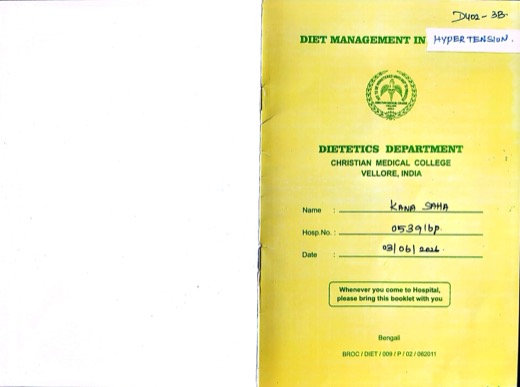 D402-3B.
DIET MANAGEMENT IN HYPERTENSION.
DIETETICS DEPARTMENT
CHRISTIAN MEDICAL COLLEGE
VELLORE, INDIA
Name : KANA SAHA
Hosp.No. :
Date : 03/06/2026
Whenever you come to Hospital,
please bring this booklet with you
Bengali
BROC / DIET / 009 / P / 02 / 062011